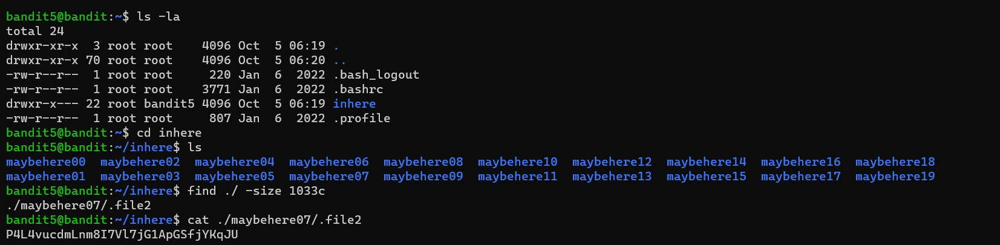 bandit5@bandit:~$ ls -la
total 24
drwxr-xr-x  3 root root    4096 Oct  5 06:19 .
drwxr-xr-x 70 root root    4096 Oct  5 06:20 ..
-rw-r--r--  1 root root     220 Jan  6  2022 .bash_logout
-rw-r--r--  1 root root    3771 Jan  6  2022 .bashrc
drwxr-x--- 22 root bandit5 4096 Oct  5 06:19 inhere
-rw-r--r--  1 root root     807 Jan  6  2022 .profile
bandit5@bandit:~$ cd inhere
bandit5@bandit:~/inhere$ ls
maybehere00  maybehere02  maybehere04  maybehere06  maybehere08  maybehere10  maybehere12  maybehere14  maybehere16  maybehere18
maybehere01  maybehere03  maybehere05  maybehere07  maybehere09  maybehere11  maybehere13  maybehere15  maybehere17  maybehere19
bandit5@bandit:~/inhere$ find ./ -size 1033c
./maybehere07/.file2
bandit5@bandit:~/inhere$ cat ./maybehere07/.file2
P4L4vucdmLnm8I7Vl7jG1ApGSfjYKqJU